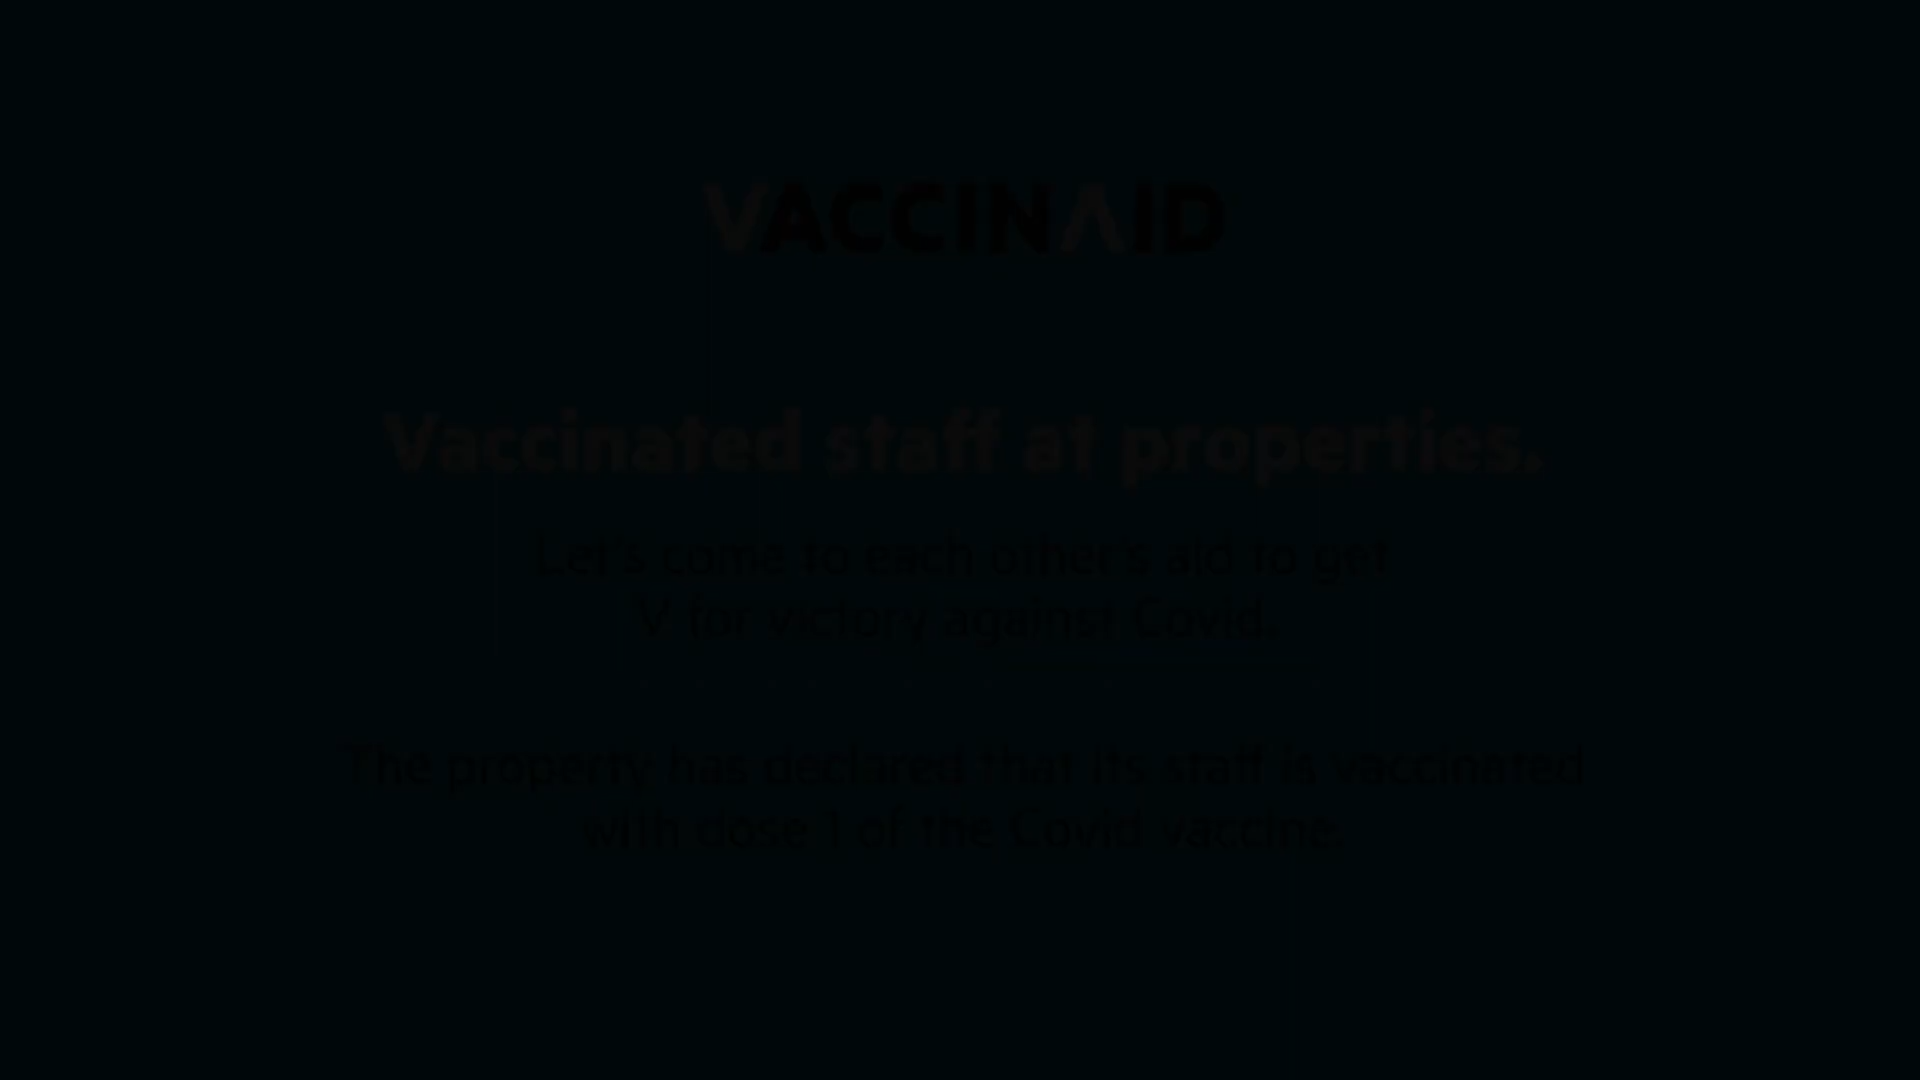 VACCINAID
Vaccinated staff at properties.
Let's come to each other's aid to get
V for victory against Covid.
The property has declared that its staff is vaccinated
with dose 1 of the Covid vaccine.